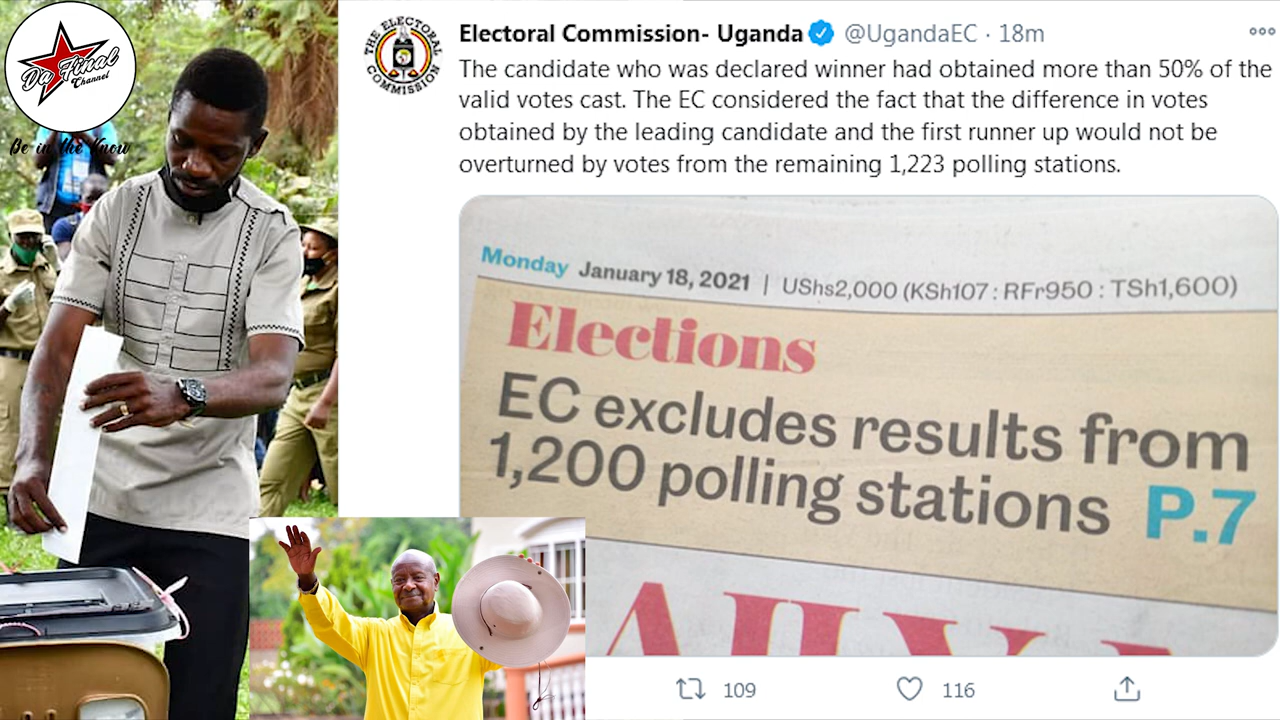 Da Final
Channel
Be in the Know
THE ELECTORAL
COMMISSION
Electoral Commission- Uganda @UgandaEC · 18m
The candidate who was declared winner had obtained more than 50% of the
valid votes cast. The EC considered the fact that the difference in votes
obtained by the leading candidate and the first runner up would not be
overturned by votes from the remaining 1,223 polling stations.
Monday January 18, 2021 | UShs2,000 (KSh107 : RFr950 : TSh1,600)
Elections
EC excludes results from
1,200 polling stations P.7
109 116